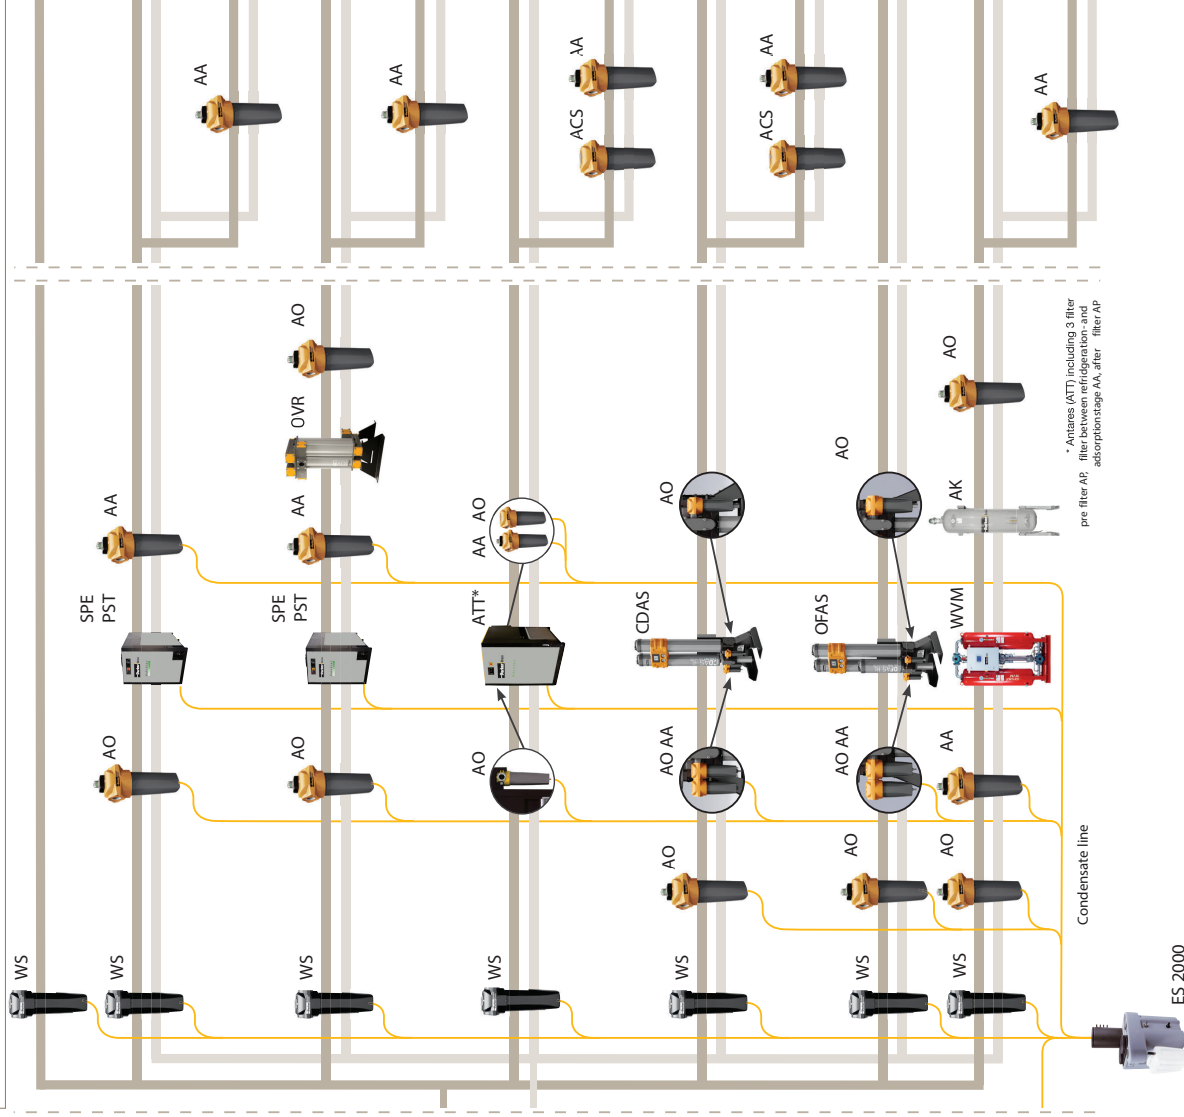 WS
WS
AO
SPE
PST
AA
AA
WS
AO
SPE
PST
AA
OVR
AO
AA
WS
AO
ATT*
AA AO
ACS
AA
WS
AO
AO AA
CDAS
AO
ACS
AA
WS
AO
AO AA
OFAS
AO
WS
AO
AA
WVM
AK
AO
AA
* Antares (ATT) including 3 filter
pre filter AP, filter between refridgeration- and
adsorptionstage AA, after filter AP
Condensate line
ES 2000